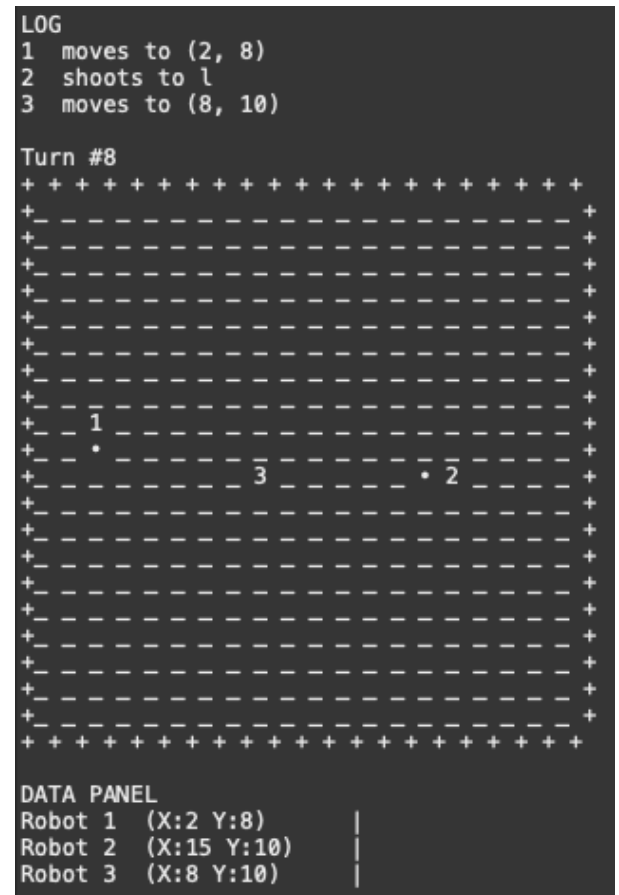 LOG
1  moves to (2, 8)
2  shoots to l
3  moves to (8, 10)
Turn #8
+ + + + + + + + + + + + + + + + + + + + +
+_ _ _ _ _ _ _ _ _ _ _ _ _ _ _ _ _ _ _ _ +
+_ _ _ _ _ _ _ _ _ _ _ _ _ _ _ _ _ _ _ _ +
+_ _ _ _ _ _ _ _ _ _ _ _ _ _ _ _ _ _ _ _ +
+_ _ _ _ _ _ _ _ _ _ _ _ _ _ _ _ _ _ _ _ +
+_ _ _ _ _ _ _ _ _ _ _ _ _ _ _ _ _ _ _ _ +
+_ _ _ _ _ _ _ _ _ _ _ _ _ _ _ _ _ _ _ _ +
+_ _ _ _ _ _ _ _ _ _ _ _ _ _ _ _ _ _ _ _ +
+_ _ _ _ _ _ _ _ _ _ _ _ _ _ _ _ _ _ _ _ +
+_ _ 1 _ _ _ _ _ _ _ _ _ _ _ _ _ _ _ _ _ +
+_ _ • _ _ _ _ _ _ _ _ _ _ _ _ _ _ _ _ _ +
+_ _ _ _ _ _ _ _ 3 _ _ _ _ _ • 2 _ _ _ _ +
+_ _ _ _ _ _ _ _ _ _ _ _ _ _ _ _ _ _ _ _ +
+_ _ _ _ _ _ _ _ _ _ _ _ _ _ _ _ _ _ _ _ +
+_ _ _ _ _ _ _ _ _ _ _ _ _ _ _ _ _ _ _ _ +
+_ _ _ _ _ _ _ _ _ _ _ _ _ _ _ _ _ _ _ _ +
+_ _ _ _ _ _ _ _ _ _ _ _ _ _ _ _ _ _ _ _ +
+_ _ _ _ _ _ _ _ _ _ _ _ _ _ _ _ _ _ _ _ +
+_ _ _ _ _ _ _ _ _ _ _ _ _ _ _ _ _ _ _ _ +
+_ _ _ _ _ _ _ _ _ _ _ _ _ _ _ _ _ _ _ _ +
+_ _ _ _ _ _ _ _ _ _ _ _ _ _ _ _ _ _ _ _ +
+ + + + + + + + + + + + + + + + + + + + +
DATA PANEL
Robot 1  (X:2 Y:8)      |
Robot 2  (X:15 Y:10)    |
Robot 3  (X:8 Y:10)     |